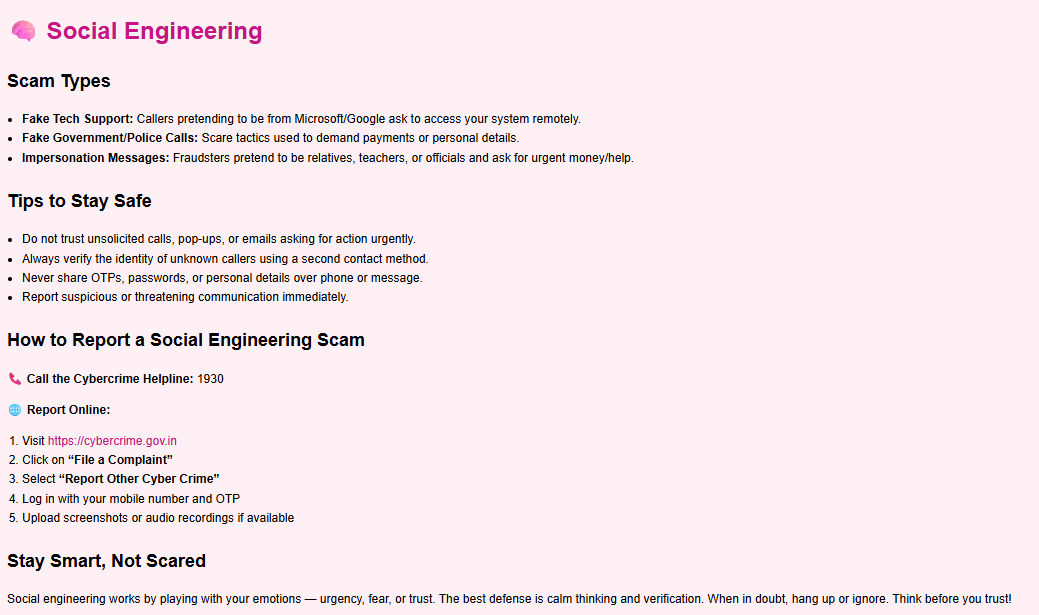 Social Engineering
Scam Types
• Fake Tech Support: Callers pretending to be from Microsoft/Google ask to access your system remotely.
• Fake Government/Police Calls: Scare tactics used to demand payments or personal details.
• Impersonation Messages: Fraudsters pretend to be relatives, teachers, or officials and ask for urgent money/help.
Tips to Stay Safe
• Do not trust unsolicited calls, pop-ups, or emails asking for action urgently.
• Always verify the identity of unknown callers using a second contact method.
• Never share OTPs, passwords, or personal details over phone or message.
• Report suspicious or threatening communication immediately.
How to Report a Social Engineering Scam
Call the Cybercrime Helpline: 1930
Report Online:
1. Visit https://cybercrime.gov.in
2. Click on “File a Complaint”
3. Select “Report Other Cyber Crime”
4. Log in with your mobile number and OTP
5. Upload screenshots or audio recordings if available
Stay Smart, Not Scared
Social engineering works by playing with your emotions — urgency, fear, or trust. The best defense is calm thinking and verification. When in doubt, hang up or ignore. Think before you trust!